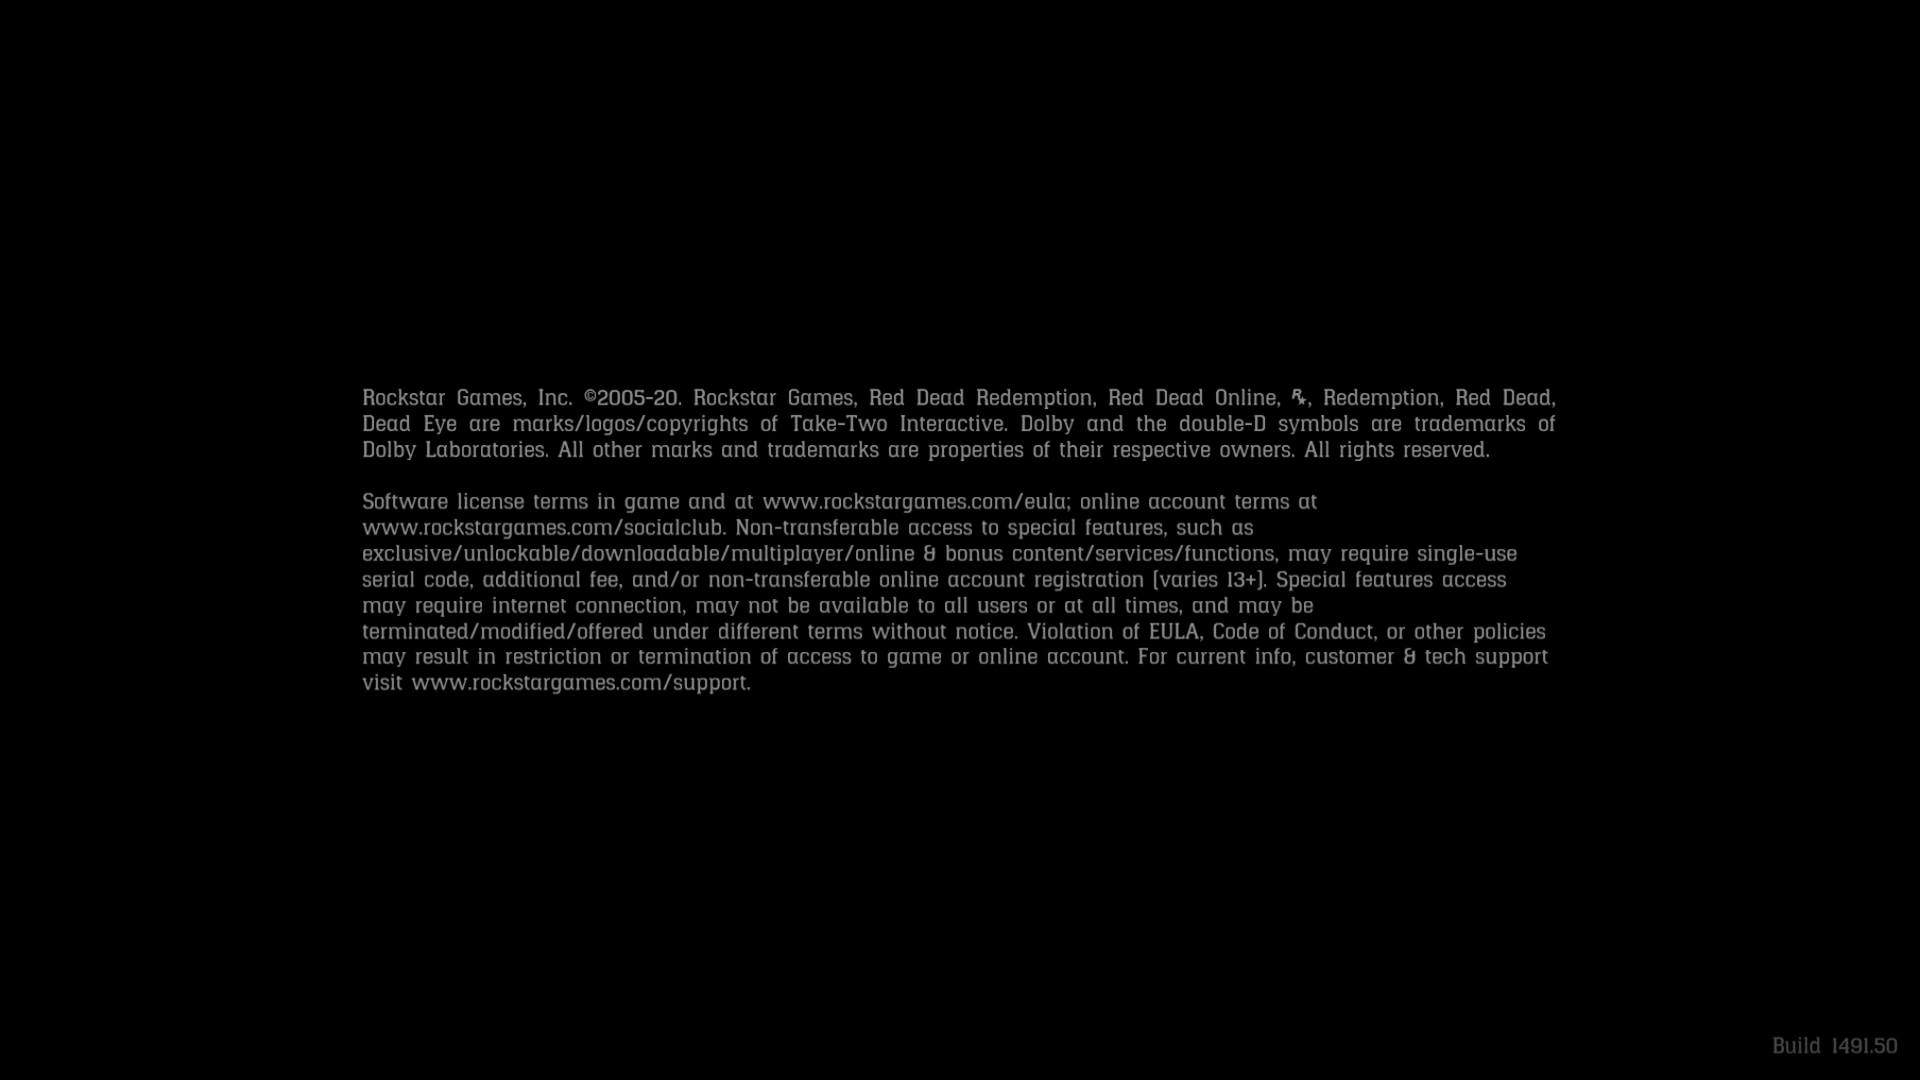 Rockstar Games, Inc. ©2005-20. Rockstar Games, Red Dead Redemption, Red Dead Online, R★, Redemption, Red Dead,
Dead Eye are marks/logos/copyrights of Take-Two Interactive. Dolby and the double-D symbols are trademarks of
Dolby Laboratories. All other marks and trademarks are properties of their respective owners. All rights reserved.
Software license terms in game and at www.rockstargames.com/eula; online account terms at
www.rockstargames.com/socialclub. Non-transferable access to special features, such as
exclusive/unlockable/downloadable/multiplayer/online & bonus content/services/functions, may require single-use
serial code, additional fee, and/or non-transferable online account registration (varies 13+). Special features access
may require internet connection, may not be available to all users or at all times, and may be
terminated/modified/offered under different terms without notice. Violation of EULA, Code of Conduct, or other policies
may result in restriction or termination of access to game or online account. For current info, customer & tech support
visit www.rockstargames.com/support.
Build 1491.50